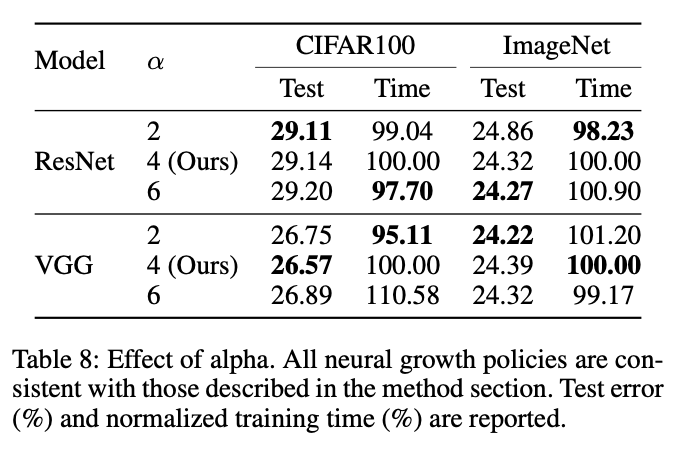 Model α CIFAR100 ImageNet
Test Time Test Time
2 29.11 99.04 24.86 98.23
ResNet 4 (Ours) 29.14 100.00 24.32 100.00
6 29.20 97.70 24.27 100.90
2 26.75 95.11 24.22 101.20
VGG 4 (Ours) 26.57 100.00 24.39 100.00
6 26.89 110.58 24.32 99.17
Table 8: Effect of alpha. All neural growth policies are con-
sistent with those described in the method section. Test error
(%) and normalized training time (%) are reported.